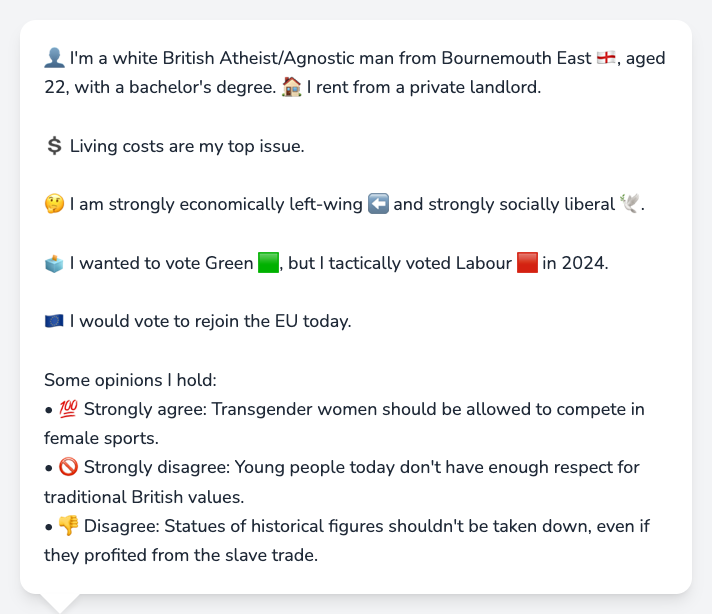 👤 I'm a white British Atheist/Agnostic man from Bournemouth East 🏴󠁧󠁢󠁥󠁮󠁧󠁿, aged
22, with a bachelor's degree. 🏠 I rent from a private landlord.
💲 Living costs are my top issue.
🤔 I am strongly economically left-wing ⬅️ and strongly socially liberal 🕊️.
🗳️ I wanted to vote Green 🟩, but I tactically voted Labour 🟥 in 2024.
🇪🇺 I would vote to rejoin the EU today.
Some opinions I hold:
• 💯 Strongly agree: Transgender women should be allowed to compete in
female sports.
• 🚫 Strongly disagree: Young people today don't have enough respect for
traditional British values.
• 👎 Disagree: Statues of historical figures shouldn't be taken down, even if
they profited from the slave trade.